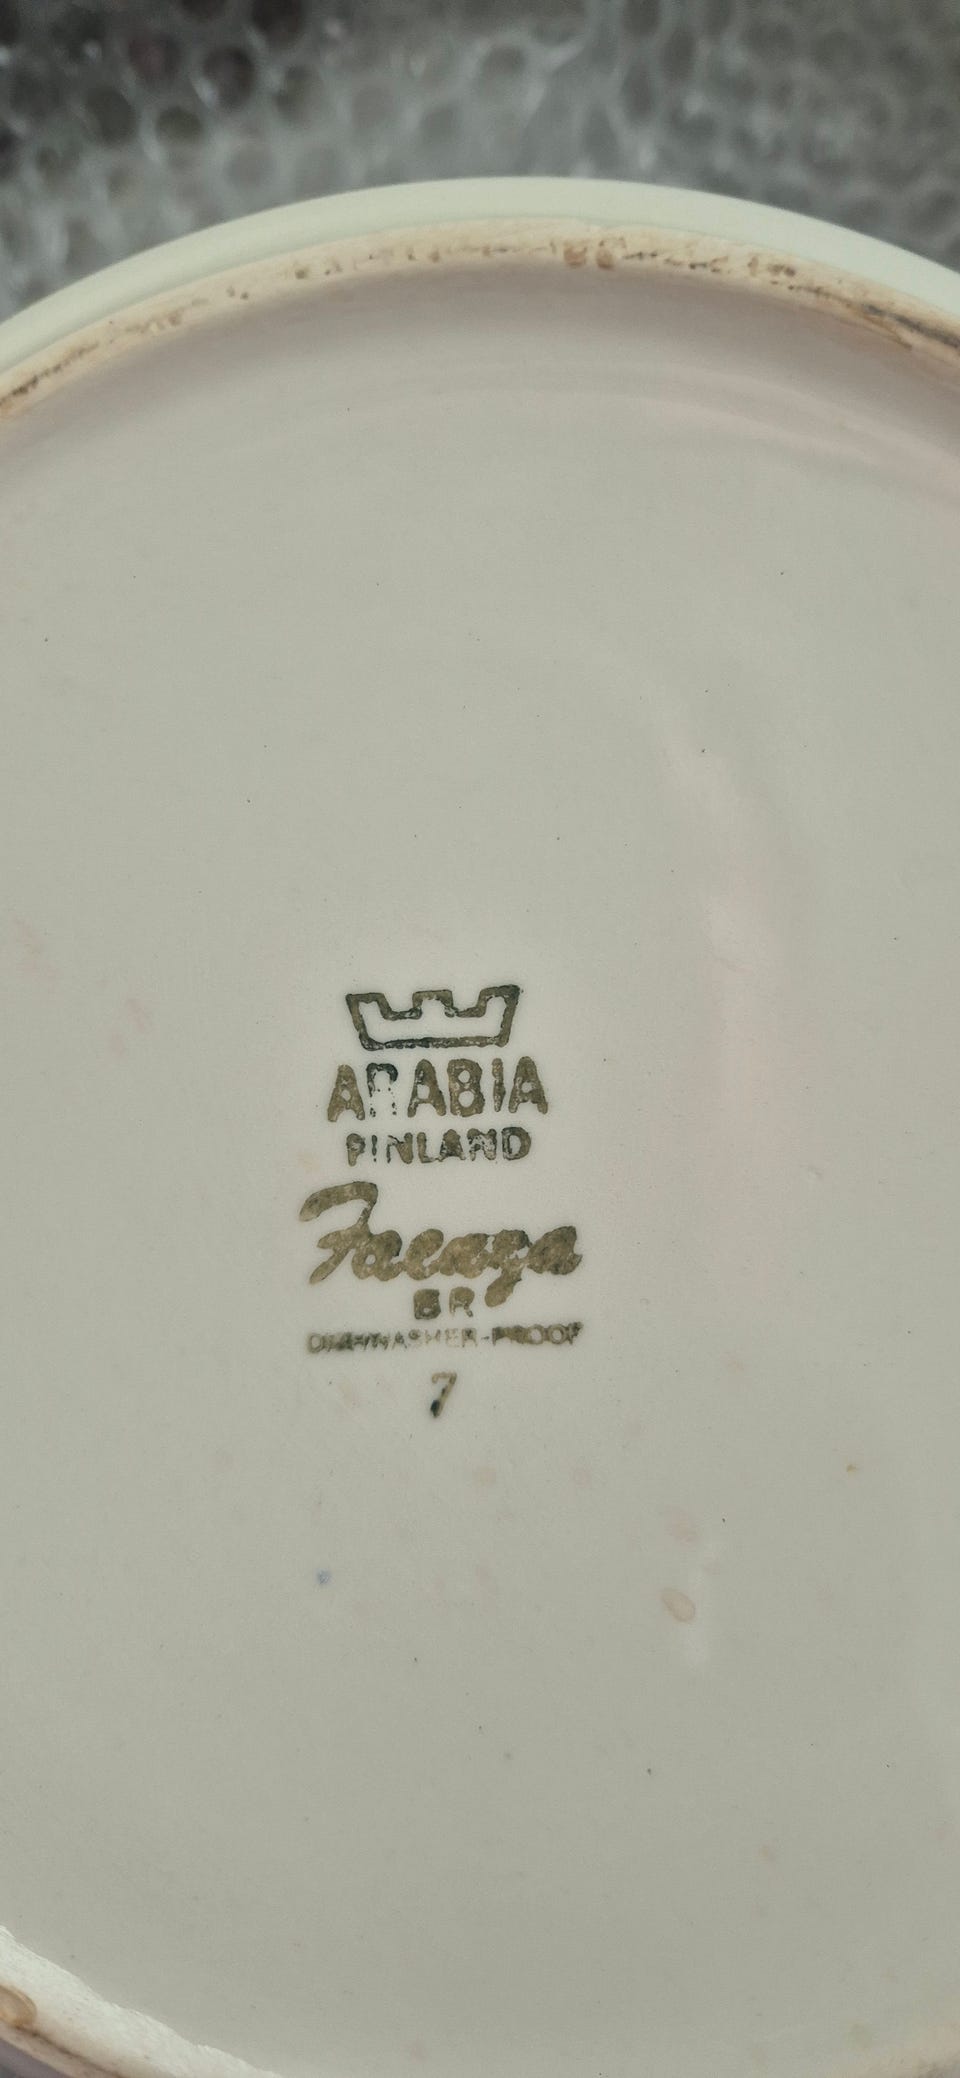 ARABIA
FINLAND
Faenza
BR
DISHWASHER-PROOF
7